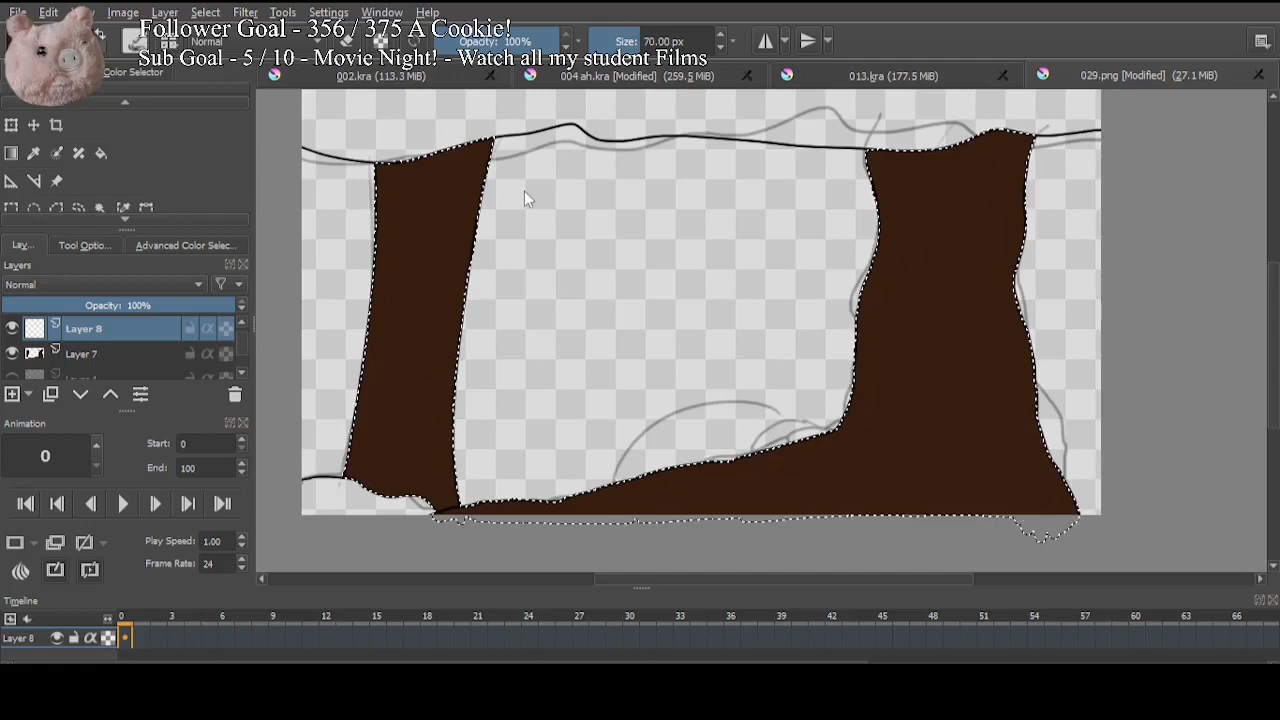 File Edit View Image Layer Select Filter Tools Settings Window Help
Follower Goal - 356 / 375 A Cookie!
Normal
Opacity: 100%
Size: 70.00 px
Sub Goal - 5 / 10 - Movie Night! - Watch all my student Films
Color Selector
002.kra (113.3 MB)
004 ah.kra [Modified] (259.5 MB)
013.kra (177.5 MB)
029.png [Modified] (27.1 MiB)
Lay...
Tool Optio...
Advanced Color Selec...
Layers
Normal
Opacity: 100%
Layer 8
Layer 7
Animation
0
Start: 0
End: 100
Play Speed: 1.00
Frame Rate: 24
Timeline
0 3 6 9 12 15 18 21 24 27 30 33 36 39 42 45 48 51 54 57 60 63 66
Layer 8